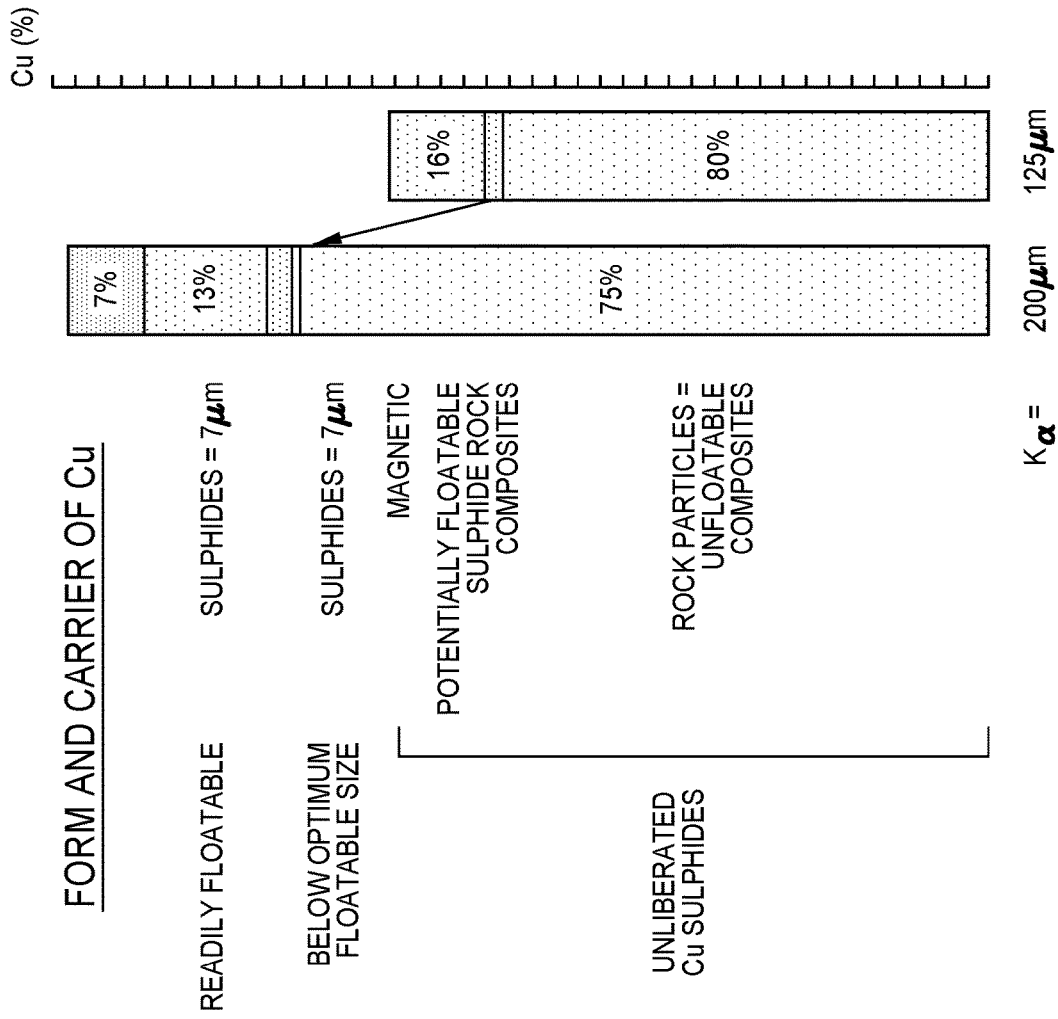 FORM AND CARRIER OF Cu
Cu (%)
READILY FLOATABLE
SULPHIDES = 7μm
BELOW OPTIMUM
FLOATABLE SIZE
SULPHIDES = 7μm
MAGNETIC
POTENTIALLY FLOATABLE
SULPHIDE ROCK
COMPOSITES
UNLIBERATED
Cu SULPHIDES
ROCK PARTICLES =
UNFLOATABLE
COMPOSITES
7%
13%
75%
16%
80%
Kα =
200μm
125μm